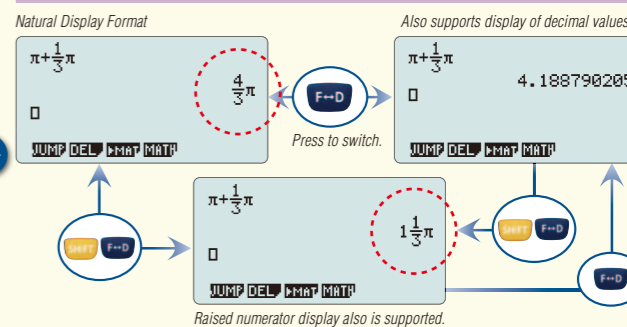 Natural Display Format
Also supports display of decimal values
π+1/3π
4/3π
JUMP DEL ▶MAT MATH
F↔D
Press to switch.
π+1/3π
4.188790205
JUMP DEL ▶MAT MATH
SHIFT F↔D
π+1/3π
1 1/3π
JUMP DEL ▶MAT MATH
SHIFT F↔D
F↔D
Raised numerator display also is supported.